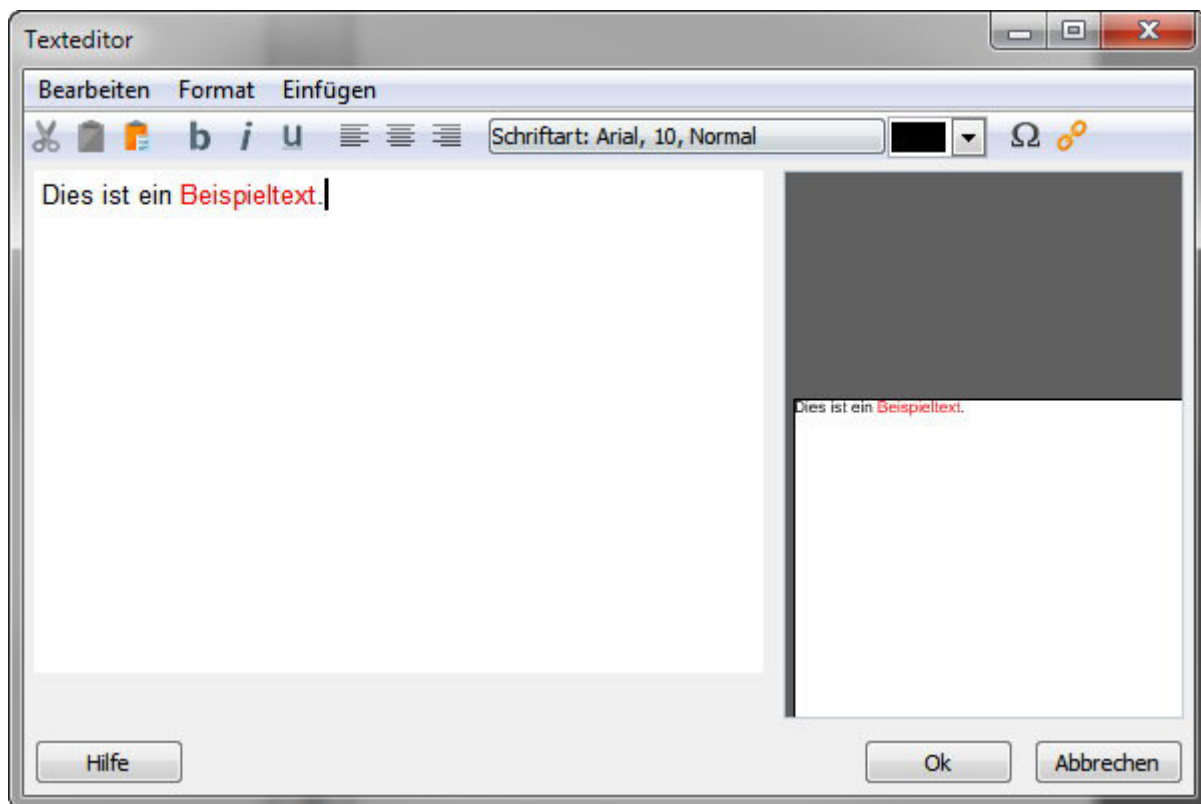 Texteditor
Bearbeiten Format Einfügen
b i u Schriftart: Arial, 10, Normal Ω
Dies ist ein Beispieltext.
Dies ist ein Beispieltext.
Hilfe Ok Abbrechen